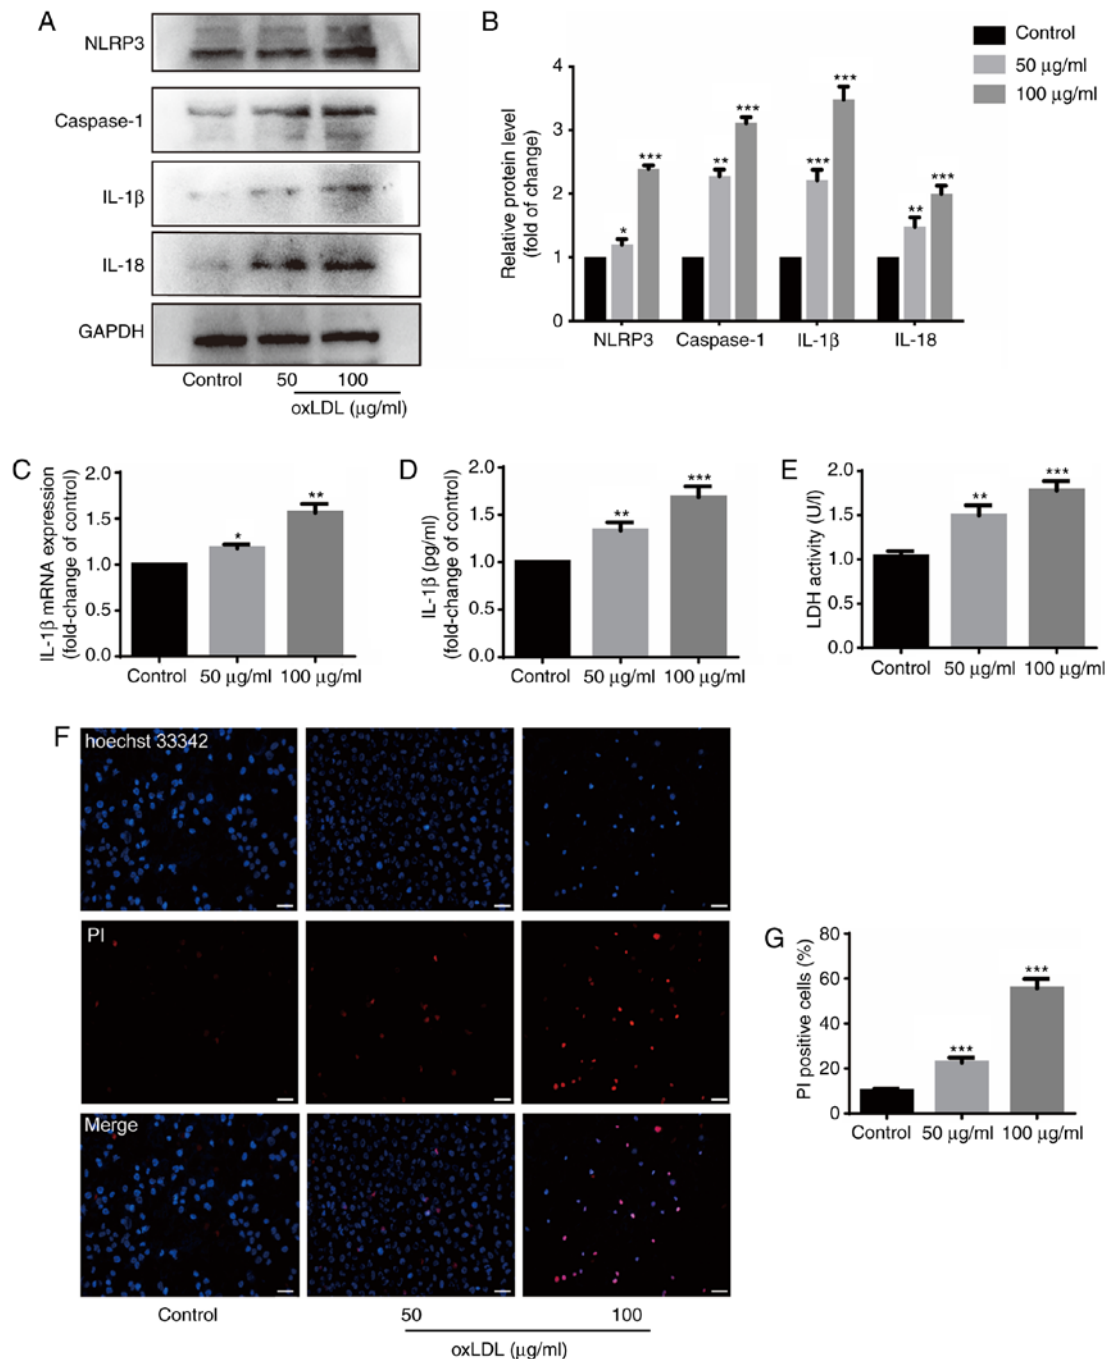 A
NLRP3
Caspase-1
IL-1β
IL-18
GAPDH
Control 50 100
oxLDL (μg/ml)
B
Control
50 μg/ml
100 μg/ml
Relative protein level
(fold of change)
4
3
2
1
0
*
***
**
***
***
***
**
***
NLRP3 Caspase-1 IL-1β IL-18
C
IL-1β mRNA expression
(fold-change of control)
2.0
1.5
1.0
0.5
0.0
*
**
Control 50 μg/ml 100 μg/ml
D
IL-1β (pg/ml)
(fold-change of control)
2.0
1.5
1.0
0.5
0.0
**
***
Control 50 μg/ml 100 μg/ml
E
LDH activity (U/l)
2.0
1.5
1.0
0.5
0.0
**
***
Control 50 μg/ml 100 μg/ml
F
hoechst 33342
PI
Merge
Control 50 100
oxLDL (μg/ml)
G
PI positive cells (%)
80
60
40
20
0
***
***
Control 50 μg/ml 100 μg/ml